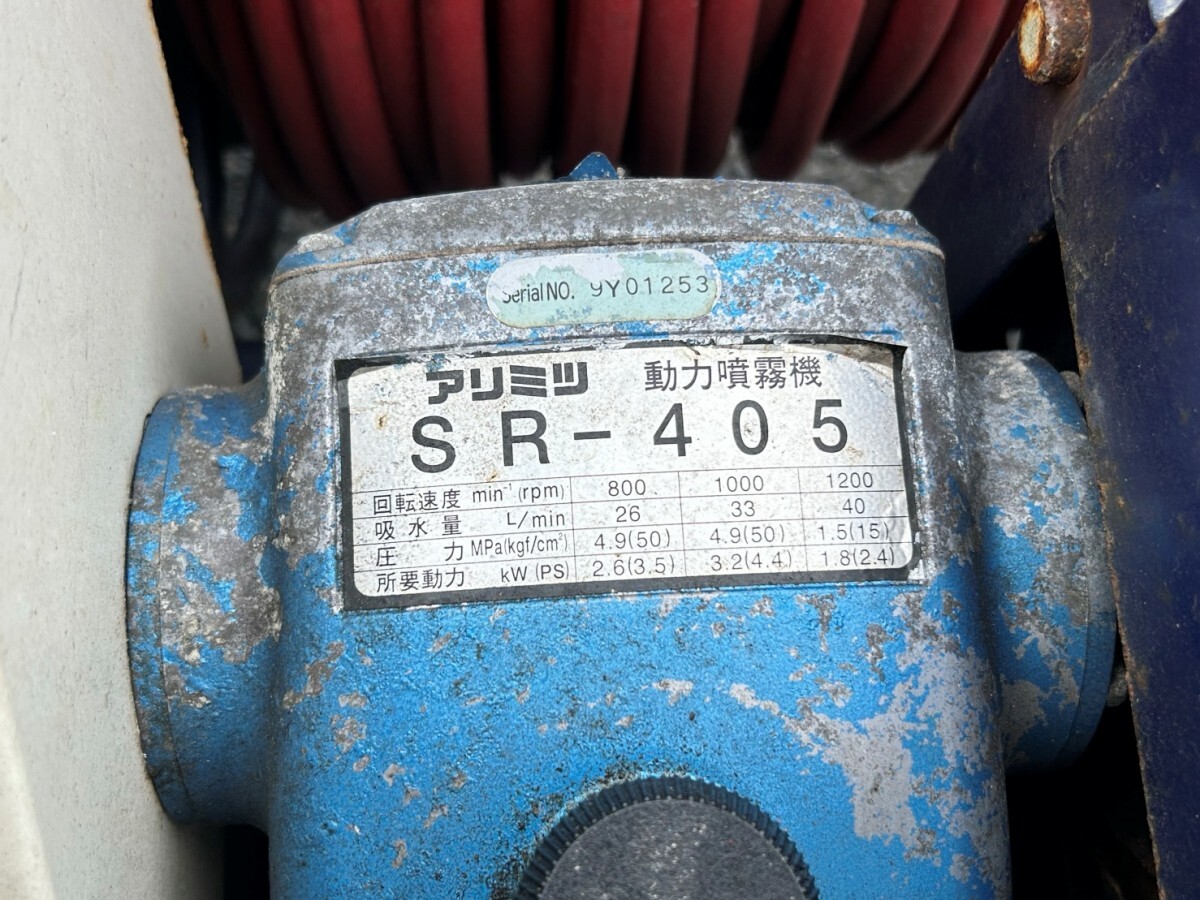 Serial NO. 9Y01253
アリミツ 動力噴霧機
SR-405
回転速度 min⁻¹(rpm) 800 1000 1200
吸水量 L/min 26 33 40
圧力 MPa(kgf/cm²) 4.9(50) 4.9(50) 1.5(15)
所要動力 kW(PS) 2.6(3.5) 3.2(4.4) 1.8(2.4)